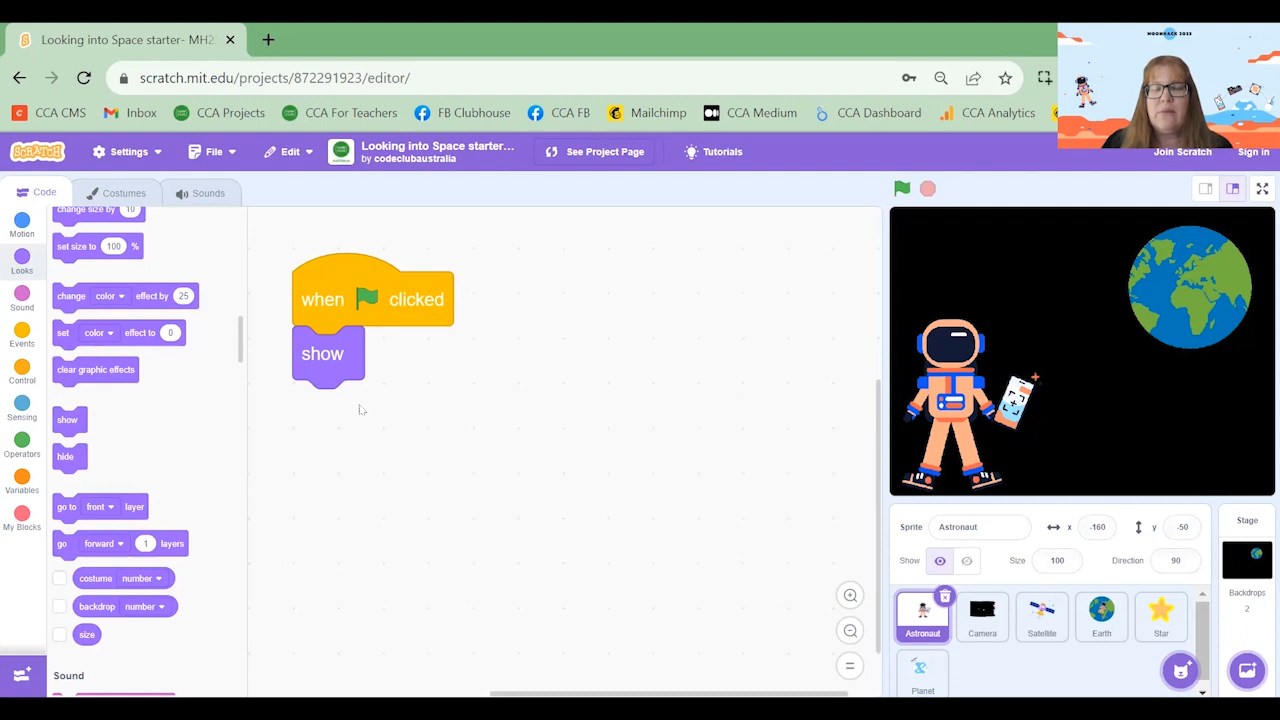 Looking into Space starter- MH2
MOONHACK 2023
scratch.mit.edu/projects/872291923/editor/
CCA CMS
Inbox
CCA Projects
CCA For Teachers
FB Clubhouse
CCA FB
Mailchimp
CCA Medium
CCA Dashboard
CCA Analytics
SCRATCH
Settings
File
Edit
Looking into Space starter...
by codeclubaustralia
See Project Page
Tutorials
Join Scratch
Sign in
Code
Costumes
Sounds
Motion
Looks
Sound
Events
Control
Sensing
Operators
Variables
My Blocks
change size by 10
set size to 100 %
change color effect by 25
set color effect to 0
clear graphic effects
show
hide
go to front layer
go forward 1 layers
costume number
backdrop number
size
Sound
when clicked
show
Sprite Astronaut x -160 y -50
Show Size 100 Direction 90
Stage
Backdrops
2
Astronaut
Camera
Satellite
Earth
Star
Planet